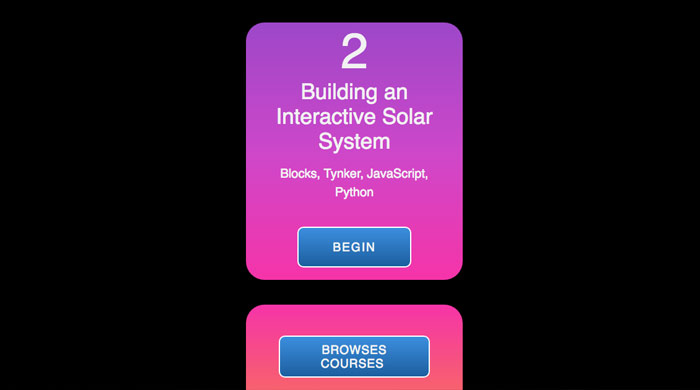 2
Building an
Interactive Solar
System
Blocks, Tynker, JavaScript,
Python
BEGIN
BROWSES
COURSES